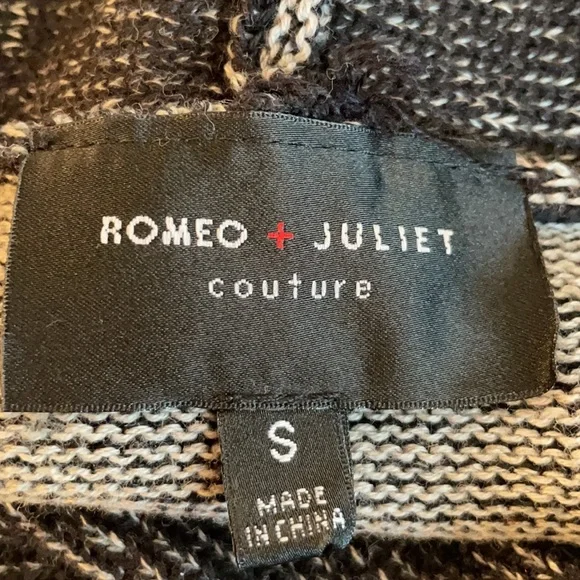 ROMEO + JULIET
couture
S
MADE
IN CHINA